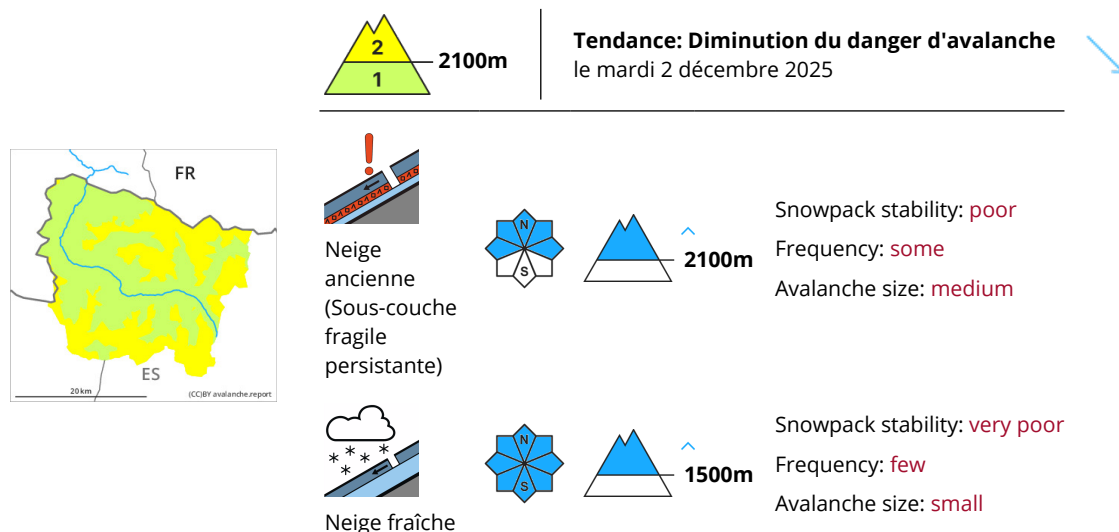 2
1
2100m
Tendance: Diminution du danger d'avalanche
le mardi 2 décembre 2025
FR
ES
20 km
(CC)BY avalanche.report
Neige
ancienne
(Sous-couche
fragile
persistante)
N
S
2100m
Snowpack stability: poor
Frequency: some
Avalanche size: medium
Neige fraîche
N
S
1500m
Snowpack stability: very poor
Frequency: few
Avalanche size: small